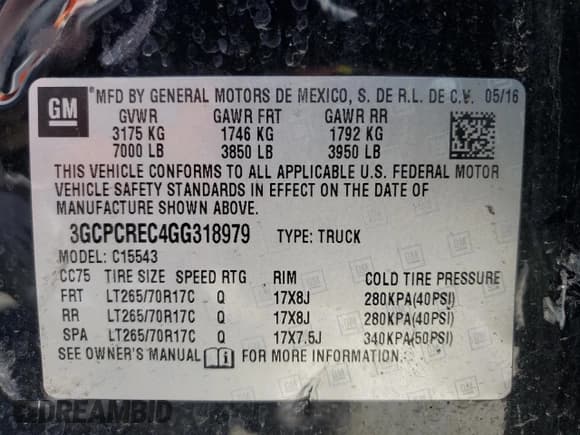 GM ® MFD BY GENERAL MOTORS DE MEXICO, S. DE R.L. DE C.V. 05/16
GVWR GAWR FRT GAWR RR
3175 KG 1746 KG 1792 KG
7000 LB 3850 LB 3950 LB
THIS VEHICLE CONFORMS TO ALL APPLICABLE U.S. FEDERAL MOTOR
VEHICLE SAFETY STANDARDS IN EFFECT ON THE DATE OF
MANUFACTURE SHOWN ABOVE.
3GCPCREC4GG318979 TYPE: TRUCK
MODEL: C15543
CC75 TIRE SIZE SPEED RTG RIM COLD TIRE PRESSURE
FRT LT265/70R17C Q 17X8J 280KPA(40PSI)
RR LT265/70R17C Q 17X8J 280KPA(40PSI)
SPA LT265/70R17C Q 17X7.5J 340KPA(50PSI)
SEE OWNER'S MANUAL FOR MORE INFORMATION.
DREAMBID